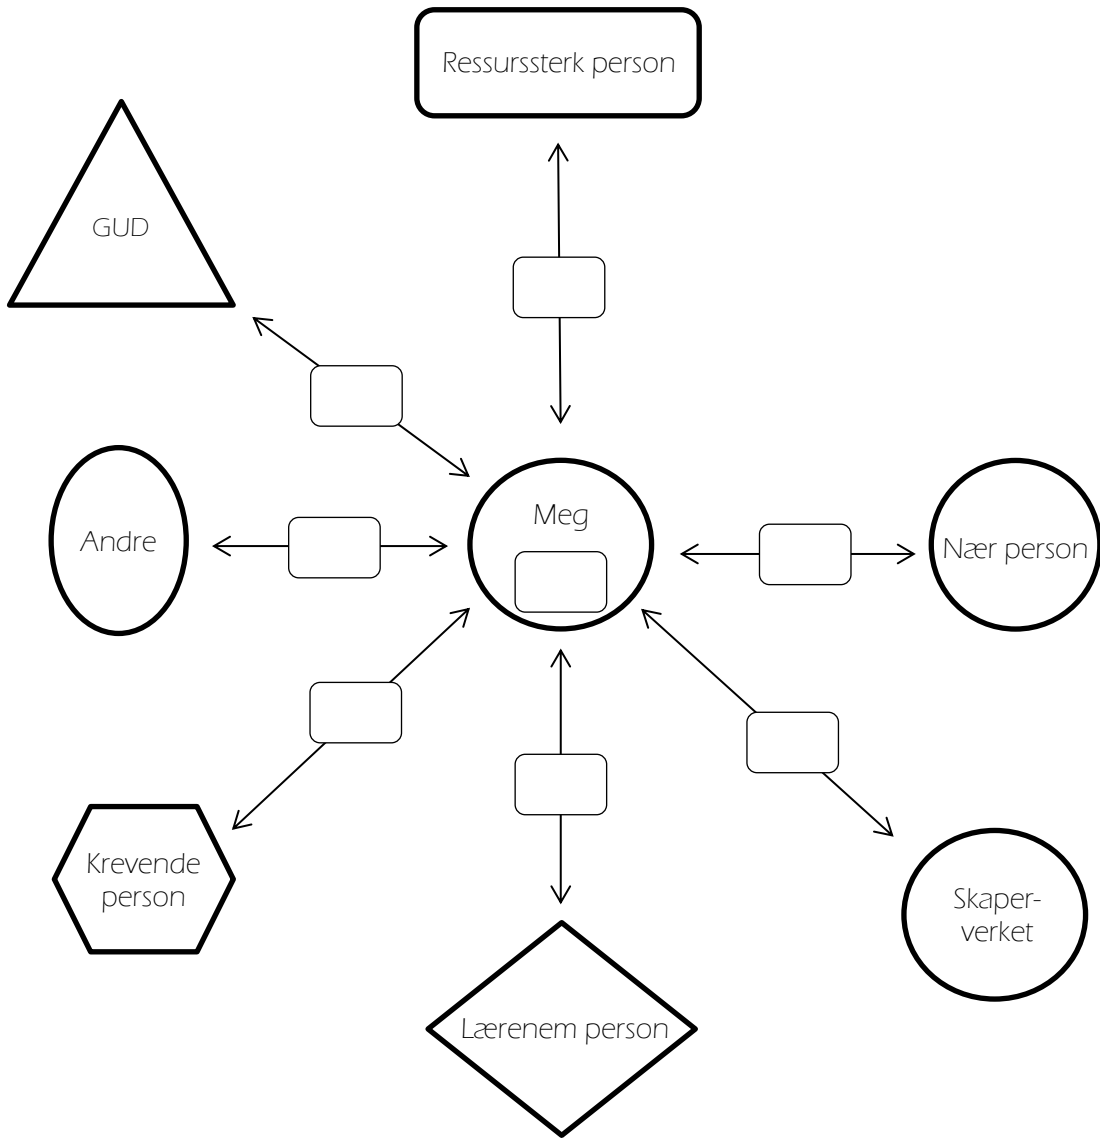 Ressurssterk person
GUD
Andre
Meg
Nær person
Krevende
person
Skaper-
verket
Lærenem person